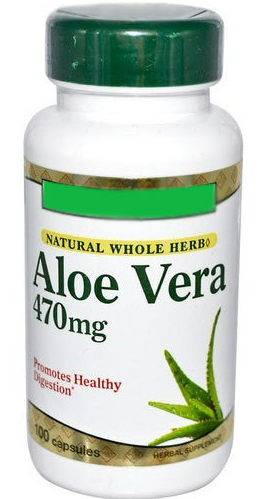 NATURAL WHOLE HERB◊
Aloe Vera
470mg
Promotes Healthy
Digestion*
100 capsules
HERBAL SUPPLEMENT